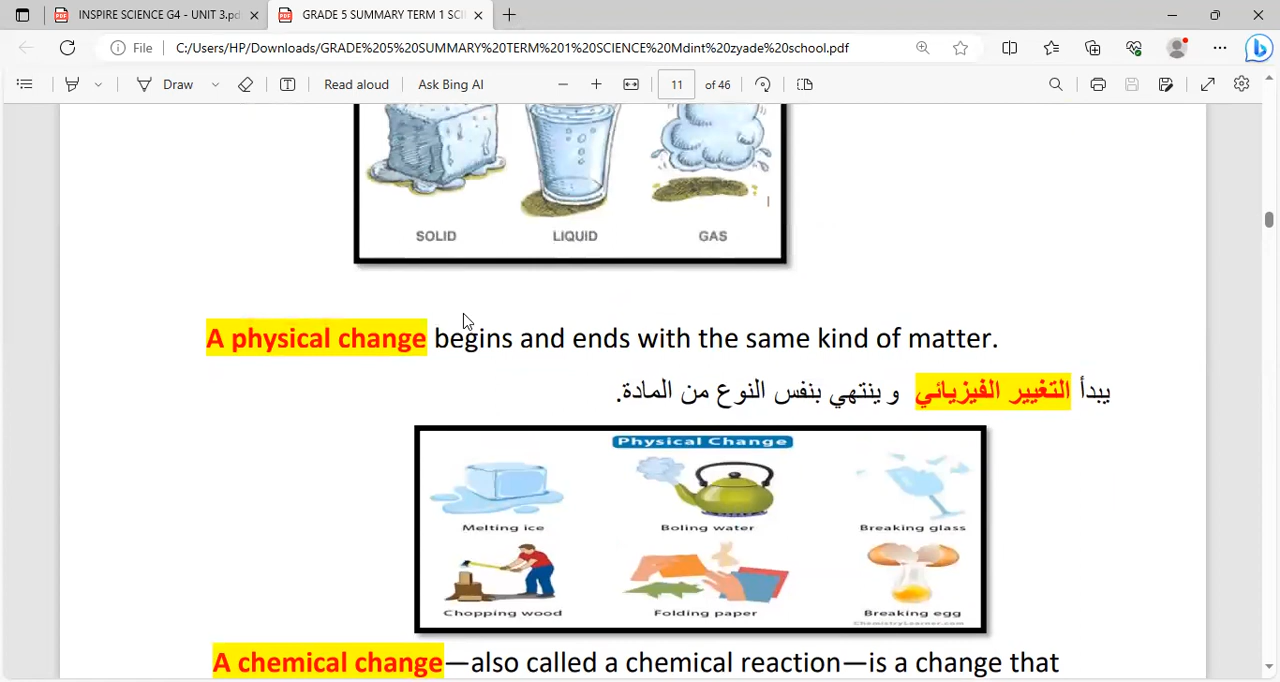 INSPIRE SCIENCE G4 - UNIT 3.pd
GRADE 5 SUMMARY TERM 1 SCI
File
C:/Users/HP/Downloads/GRADE%205%20SUMMARY%20TERM%201%20SCIENCE%20Mdint%20zyade%20school.pdf
Draw
Read aloud
Ask Bing AI
11
of 46
SOLID LIQUID GAS
A physical change begins and ends with the same kind of matter.
يبدأ التغيير الفيزيائي و ينتهي بنفس النوع من المادة.
Physical Change
Melting ice Boling water Breaking glass
Chopping wood Folding paper Breaking egg
ChemistryLearner.com
A chemical change—also called a chemical reaction—is a change that